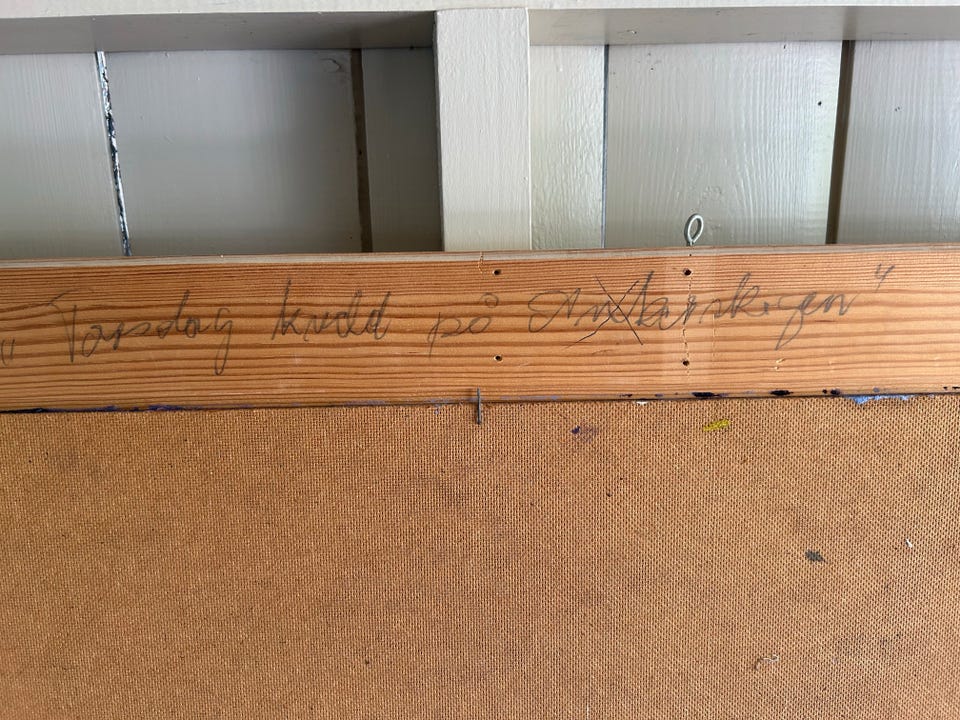 „Torsdag kveld på